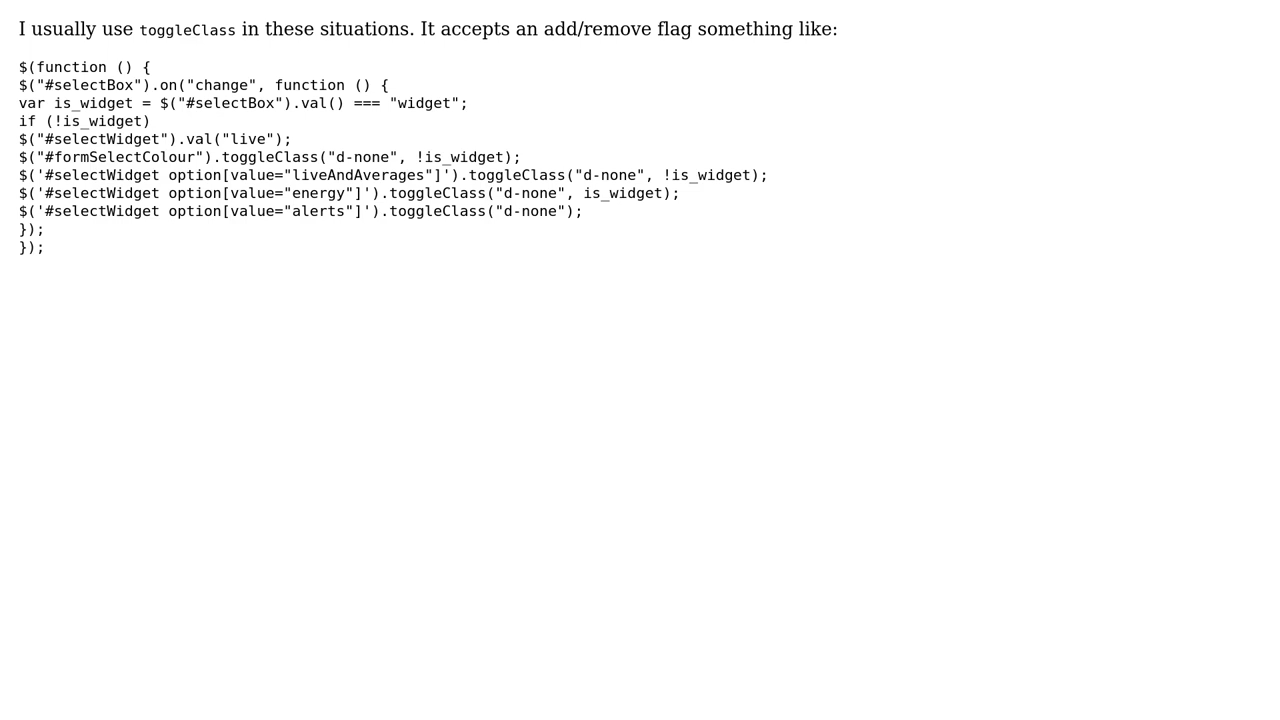 I usually use toggleClass in these situations. It accepts an add/remove flag something like:
$(function () {
$("#selectBox").on("change", function () {
var is_widget = $("#selectBox").val() === "widget";
if (!is_widget)
$("#selectWidget").val("live");
$("#formSelectColour").toggleClass("d-none", !is_widget);
$('#selectWidget option[value="liveAndAverages"]').toggleClass("d-none", !is_widget);
$('#selectWidget option[value="energy"]').toggleClass("d-none", is_widget);
$('#selectWidget option[value="alerts"]').toggleClass("d-none");
});
});